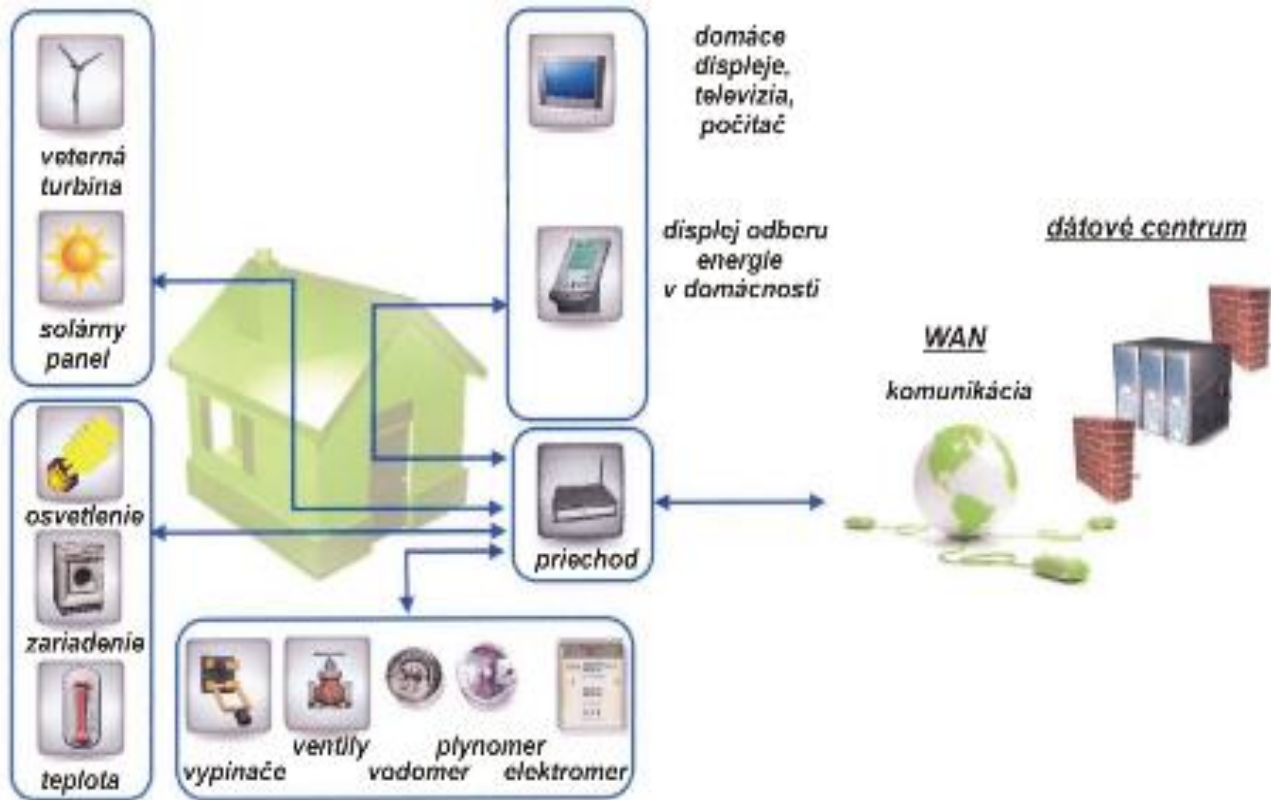 veterná
turbína
solárny
panel
osvetlenie
zariadenie
teplota
domáce
displeje,
televízia,
počítač
displej odberu
energie
v domácnosti
priechod
vypínače
ventily
vodomer
plynomer
elektromer
WAN
komunikácia
dátové centrum